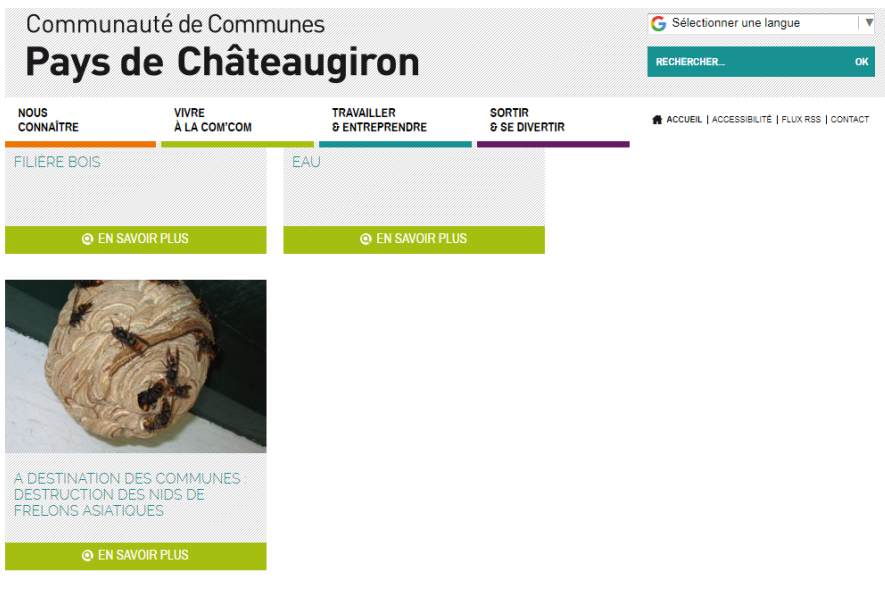 Communauté de Communes
Pays de Châteaugiron
Sélectionner une langue
RECHERCHER... OK
NOUS
CONNAÎTRE
VIVRE
À LA COM'COM
TRAVAILLER
& ENTREPRENDRE
SORTIR
& SE DIVERTIR
ACCUEIL | ACCESSIBILITÉ | FLUX RSS | CONTACT
FILIÈRE BOIS
EN SAVOIR PLUS
EAU
EN SAVOIR PLUS
A DESTINATION DES COMMUNES :
DESTRUCTION DES NIDS DE
FRELONS ASIATIQUES
EN SAVOIR PLUS